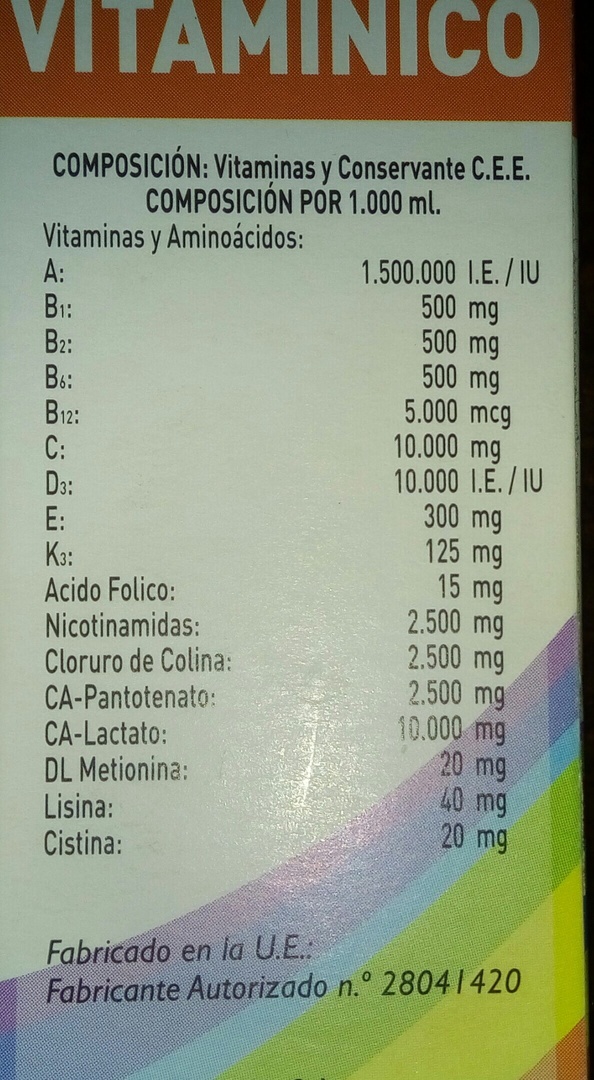 VITAMÍNICO
COMPOSICIÓN: Vitaminas y Conservante C.E.E.
COMPOSICIÓN POR 1.000 ml.
Vitaminas y Aminoácidos:
A: 1.500.000 I.E. / IU
B1: 500 mg
B2: 500 mg
B6: 500 mg
B12: 5.000 mcg
C: 10.000 mg
D3: 10.000 I.E. / IU
E: 300 mg
K3: 125 mg
Acido Folico: 15 mg
Nicotinamidas: 2.500 mg
Cloruro de Colina: 2.500 mg
CA-Pantotenato: 2.500 mg
CA-Lactato: 10.000 mg
DL Metionina: 20 mg
Lisina: 40 mg
Cistina: 20 mg
Fabricado en la U.E.:
Fabricante Autorizado n.º 28041420